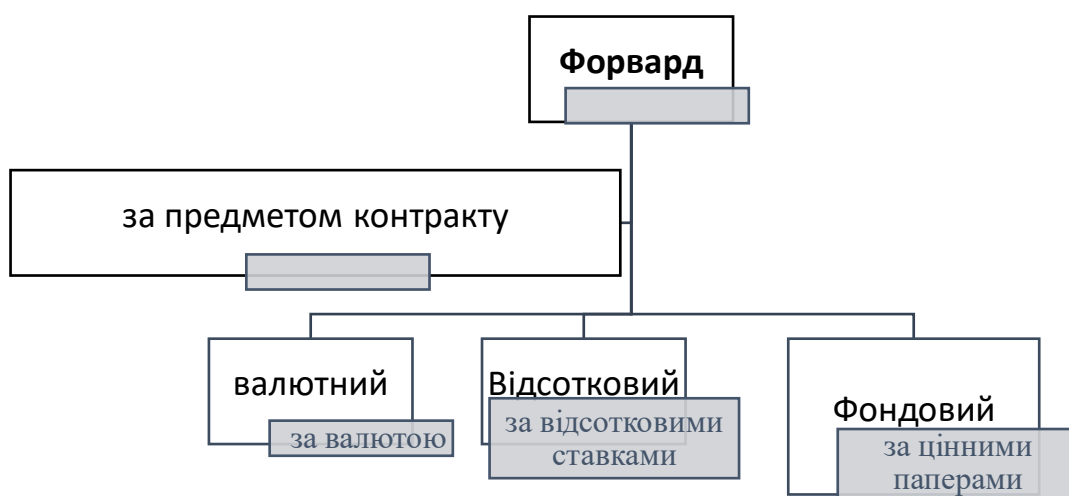 Форвард
за предметом контракту
валютний
за валютою
Відсотковий
за відсотковими
ставками
Фондовий
за цінними
паперами